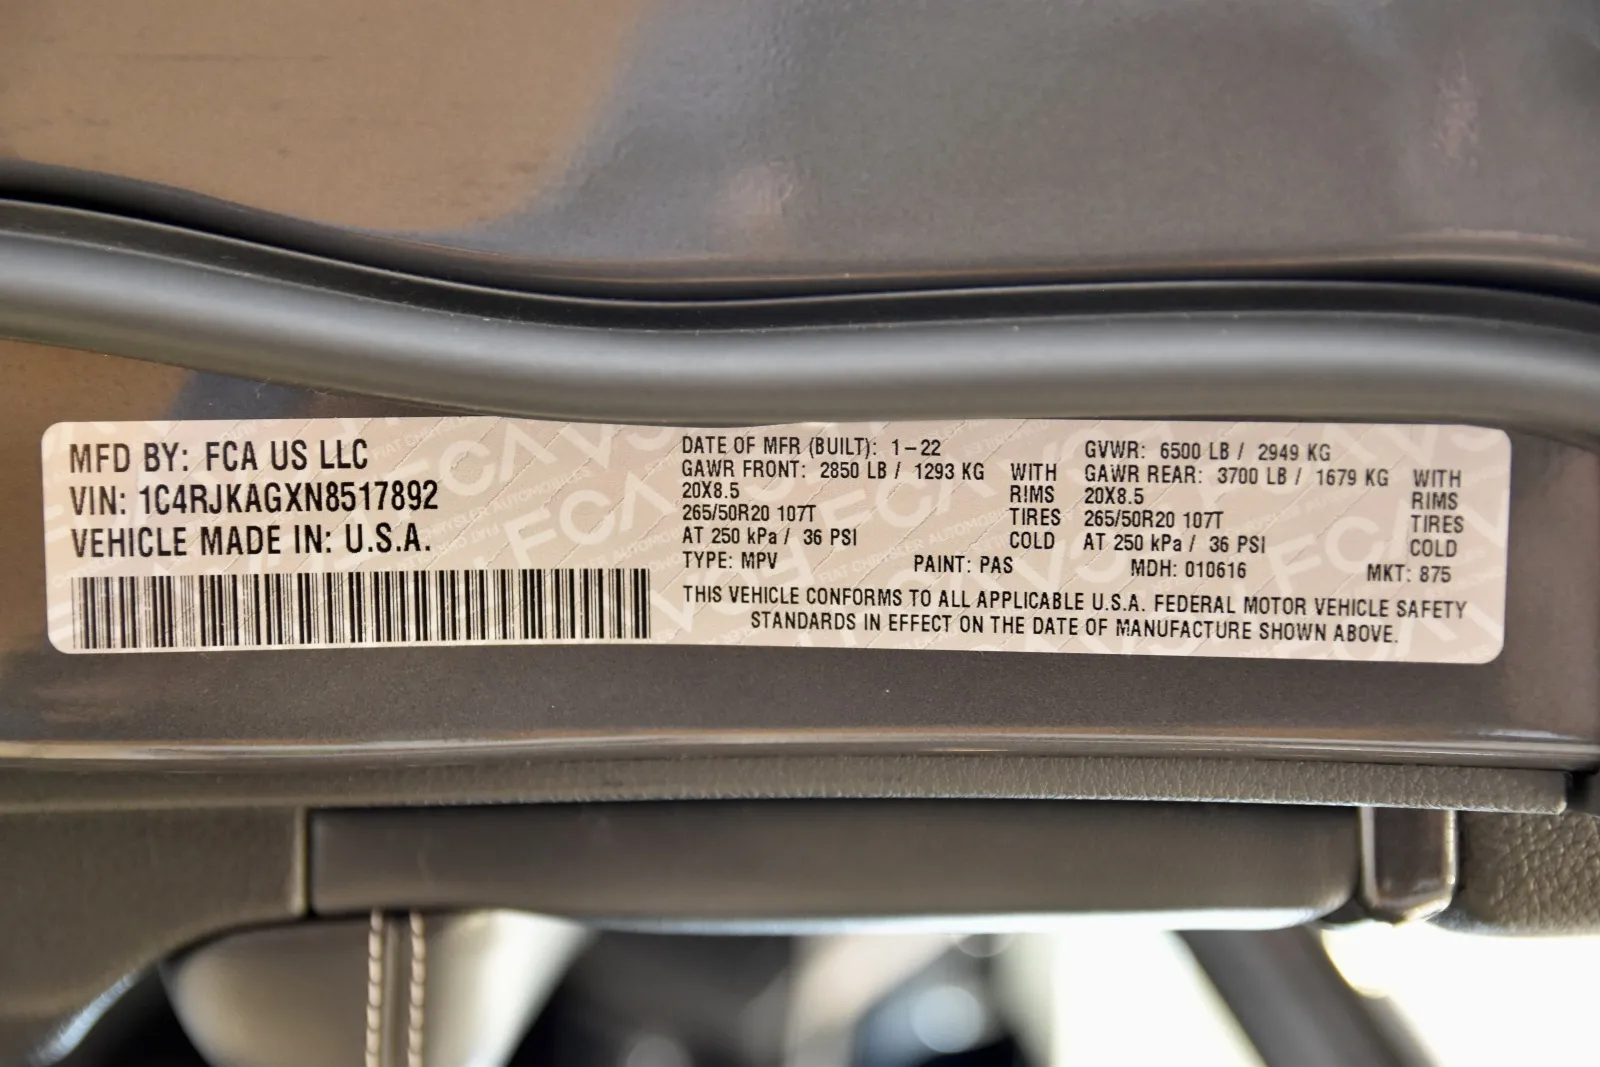 MFD BY: FCA US LLC
VIN: 1C4RJKAGXN8517892
VEHICLE MADE IN: U.S.A.
DATE OF MFR (BUILT): 1-22
GAWR FRONT: 2850 LB / 1293 KG WITH
20X8.5 RIMS
265/50R20 107T TIRES
AT 250 kPa / 36 PSI COLD
GVWR: 6500 LB / 2949 KG
GAWR REAR: 3700 LB / 1679 KG WITH
20X8.5 RIMS
265/50R20 107T TIRES
AT 250 kPa / 36 PSI COLD
TYPE: MPV PAINT: PAS MDH: 010616 MKT: 875
THIS VEHICLE CONFORMS TO ALL APPLICABLE U.S.A. FEDERAL MOTOR VEHICLE SAFETY
STANDARDS IN EFFECT ON THE DATE OF MANUFACTURE SHOWN ABOVE.